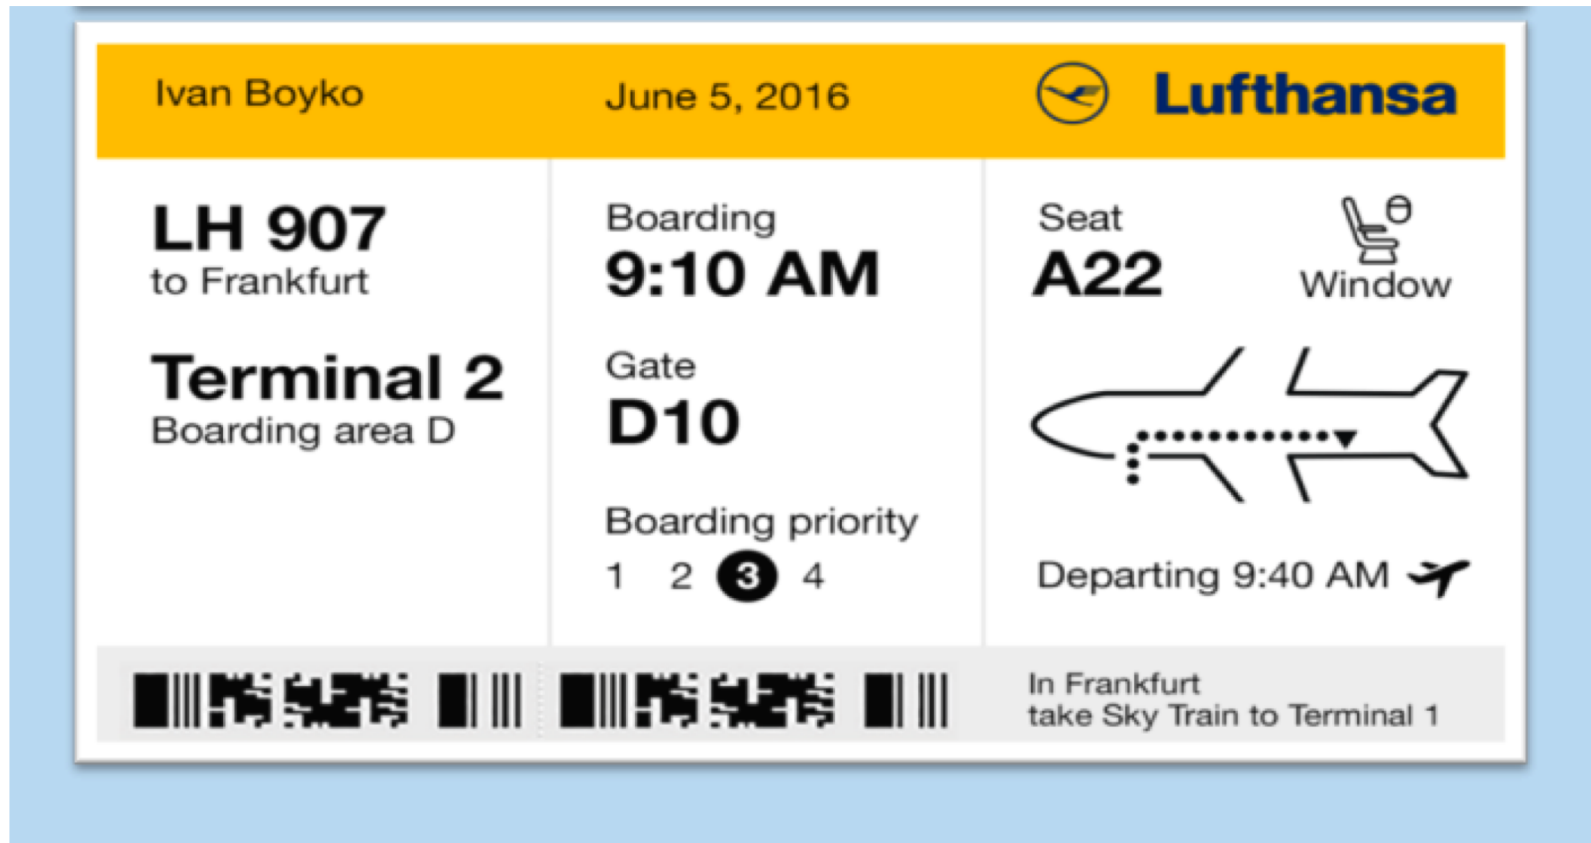 Ivan Boyko
June 5, 2016
Lufthansa
LH 907
to Frankfurt
Terminal 2
Boarding area D
Boarding
9:10 AM
Gate
D10
Boarding priority
1 2 3 4
Seat
A22
Window
Departing 9:40 AM
In Frankfurt
take Sky Train to Terminal 1